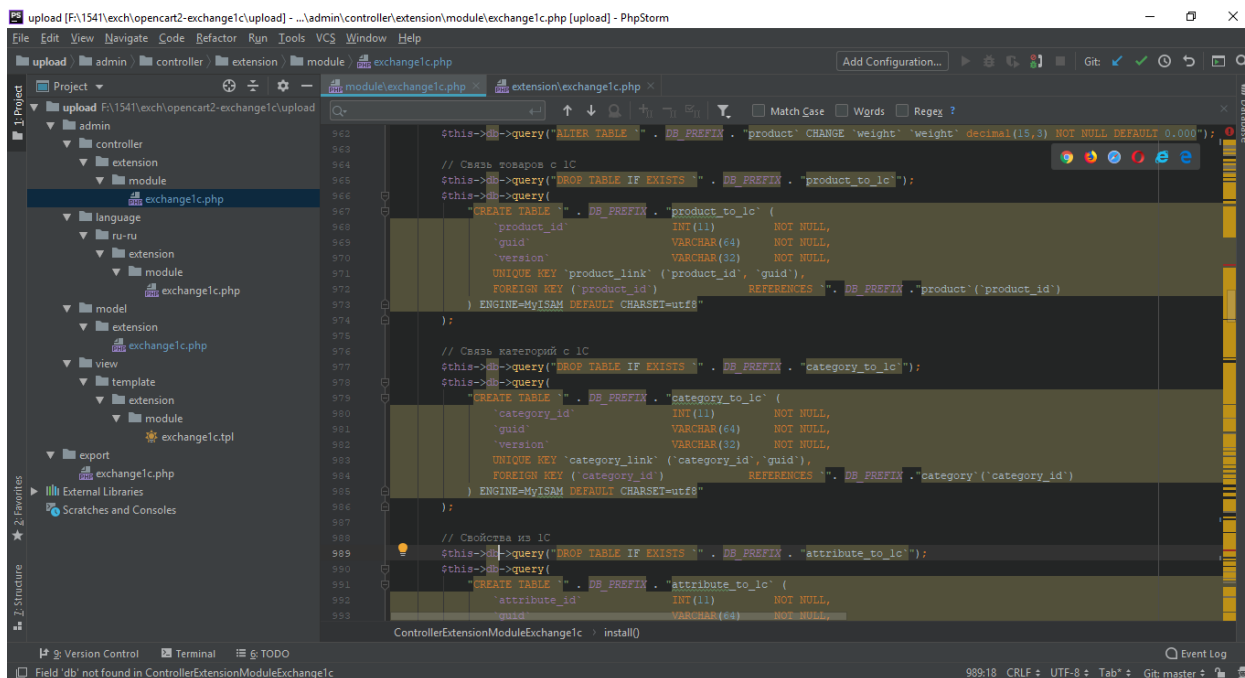 PS upload [F:\1541\exch\opencart2-exchange1c\upload] - ...\admin\controller\extension\module\exchange1c.php [upload] - PhpStorm
File Edit View Navigate Code Refactor Run Tools VCS Window Help
upload admin controller extension module exchange1c.php Add Configuration... Git:
1: Project
Project
module\exchange1c.php
extension\exchange1c.php
Database
upload F:\1541\exch\opencart2-exchange1c\upload
admin
controller
extension
module
exchange1c.php
language
ru-ru
extension
module
exchange1c.php
model
extension
exchange1c.php
view
template
extension
module
exchange1c.tpl
export
exchange1c.php
External Libraries
Scratches and Consoles
2: Favorites
7: Structure
Match Case Words Regex ?
962 $this->db->query("ALTER TABLE `" . DB_PREFIX . "product` CHANGE `weight` `weight` decimal(15,3) NOT NULL DEFAULT 0.000");
963
964 // Связь товаров с 1С
965 $this->db->query("DROP TABLE IF EXISTS `" . DB_PREFIX . "product_to_1c`");
966 $this->db->query(
967 "CREATE TABLE `" . DB_PREFIX . "product_to_1c` (
968 `product_id` INT(11) NOT NULL,
969 `guid` VARCHAR(64) NOT NULL,
970 `version` VARCHAR(32) NOT NULL,
971 UNIQUE KEY `product_link` (`product_id`, `guid`),
972 FOREIGN KEY (`product_id`) REFERENCES `". DB_PREFIX ."product`(`product_id`)
973 ) ENGINE=MyISAM DEFAULT CHARSET=utf8"
974 );
975
976 // Связь категорий с 1С
977 $this->db->query("DROP TABLE IF EXISTS `" . DB_PREFIX . "category_to_1c`");
978 $this->db->query(
979 "CREATE TABLE `" . DB_PREFIX . "category_to_1c` (
980 `category_id` INT(11) NOT NULL,
981 `guid` VARCHAR(64) NOT NULL,
982 `version` VARCHAR(32) NOT NULL,
983 UNIQUE KEY `category_link` (`category_id`,`guid`),
984 FOREIGN KEY (`category_id`) REFERENCES `". DB_PREFIX ."category`(`category_id`)
985 ) ENGINE=MyISAM DEFAULT CHARSET=utf8"
986 );
987
988 // Свойства из 1С
989 $this->db->query("DROP TABLE IF EXISTS `" . DB_PREFIX . "attribute_to_1c`");
990 $this->db->query(
991 "CREATE TABLE `" . DB_PREFIX . "attribute_to_1c` (
992 `attribute_id` INT(11) NOT NULL,
993 `guid` VARCHAR(64) NOT NULL,
ControllerExtensionModuleExchange1c install()
9: Version Control Terminal 6: TODO Event Log
Field 'db' not found in ControllerExtensionModuleExchange1c 989:18 CRLF UTF-8 Tab* Git: master